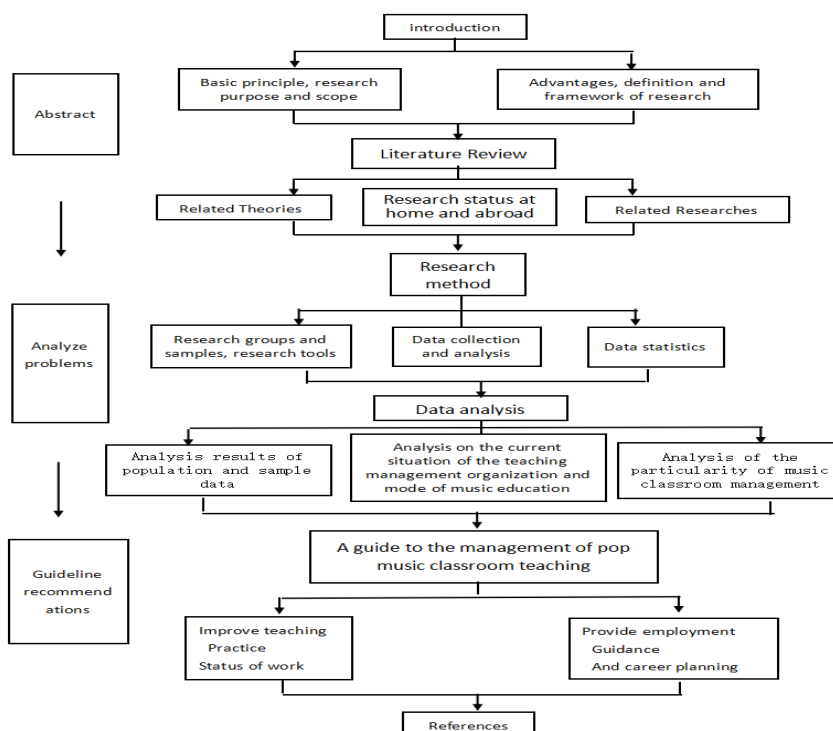 introduction
Basic principle, research
purpose and scope
Advantages, definition and
framework of research
Abstract
Literature Review
Related Theories
Research status at
home and abroad
Related Researches
Research
method
Analyze
problems
Research groups and
samples, research tools
Data collection
and analysis
Data statistics
Data analysis
Analysis results of
population and sample
data
Analysis on the current
situation of the teaching
management organization and
mode of music education
Analysis of the
particularity of music
classroom management
A guide to the management of pop
music classroom teaching
Guideline
recommend
ations
Improve teaching
Practice
Status of work
Provide employment
Guidance
And career planning
References